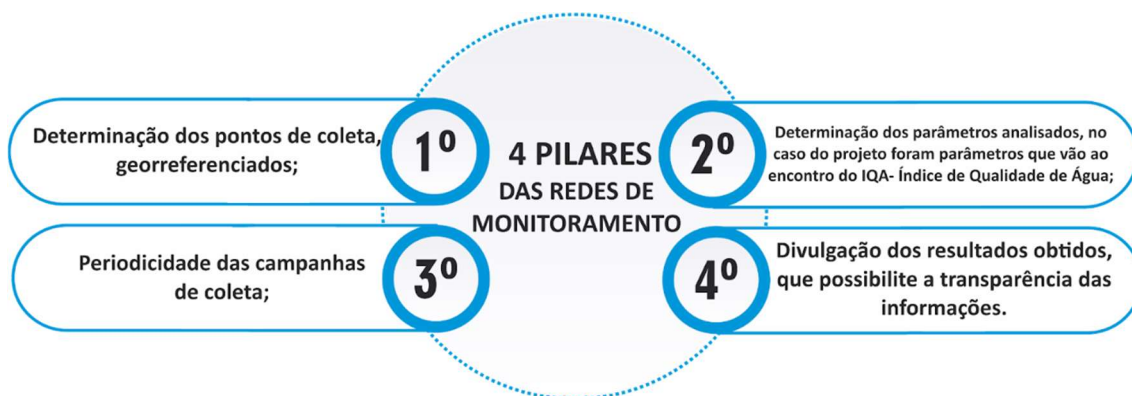 4 PILARES
DAS REDES DE
MONITORAMENTO
1º
Determinação dos pontos de coleta,
georreferenciados;
2º
Determinação dos parâmetros analisados, no
caso do projeto foram parâmetros que vão ao
encontro do IQA- Índice de Qualidade de Água;
3º
Periodicidade das campanhas
de coleta;
4º
Divulgação dos resultados obtidos,
que possibilite a transparência das
informações.